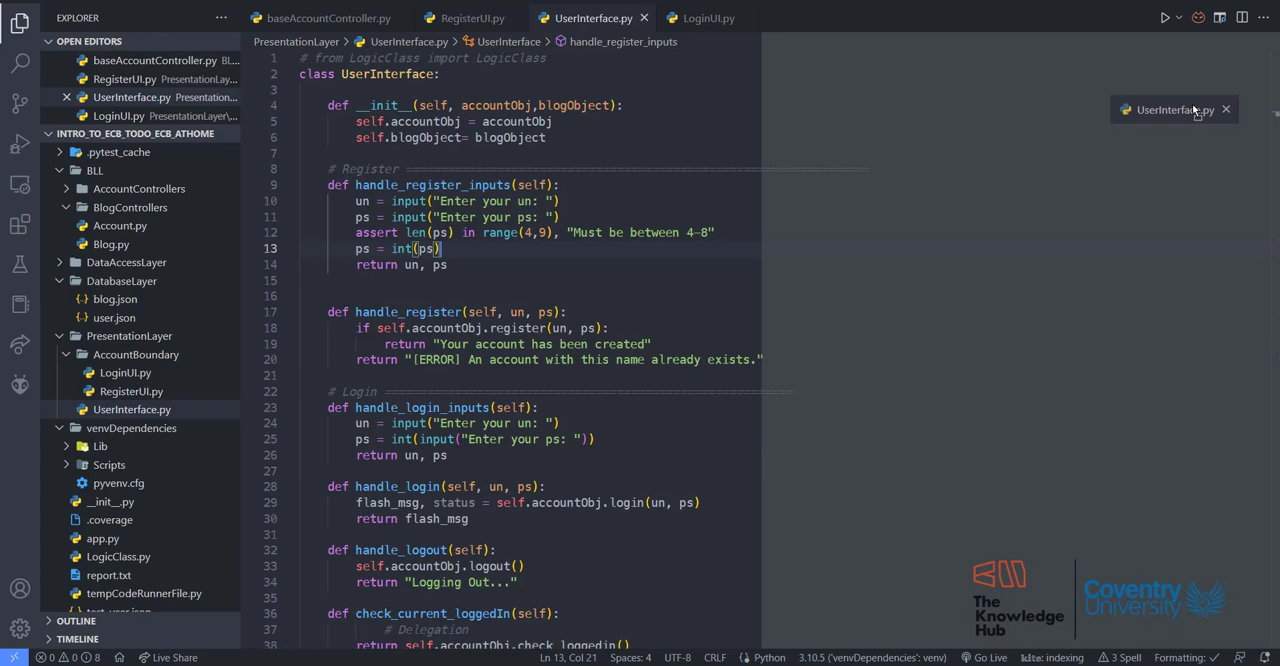 EXPLORER
OPEN EDITORS
baseAccountController.py BL...
RegisterUI.py PresentationLay...
UserInterface.py Presentation...
LoginUI.py PresentationLayer\...
INTRO_TO_ECB_TODO_ECB_ATHOME
.pytest_cache
BLL
AccountControllers
BlogControllers
Account.py
Blog.py
DataAccessLayer
DatabaseLayer
blog.json
user.json
PresentationLayer
AccountBoundary
LoginUI.py
RegisterUI.py
UserInterface.py
venvDependencies
Lib
Scripts
pyvenv.cfg
__init__.py
.coverage
app.py
LogicClass.py
report.txt
tempCodeRunnerFile.py
test_user.json
OUTLINE
TIMELINE
baseAccountController.py RegisterUI.py UserInterface.py LoginUI.py
PresentationLayer > UserInterface.py > UserInterface > handle_register_inputs
1 # from LogicClass import LogicClass
2 class UserInterface:
3
4 def __init__(self, accountObj,blogObject):
5 self.accountObj = accountObj
6 self.blogObject= blogObject
7
8 # Register ==================================================================================
9 def handle_register_inputs(self):
10 un = input("Enter your un: ")
11 ps = input("Enter your ps: ")
12 assert len(ps) in range(4,9), "Must be between 4-8"
13 ps = int(ps)
14 return un, ps
15
16
17 def handle_register(self, un, ps):
18 if self.accountObj.register(un, ps):
19 return "Your account has been created"
20 return "[ERROR] An account with this name already exists."
21
22 # Login ==========================================================================
23 def handle_login_inputs(self):
24 un = input("Enter your un: ")
25 ps = int(input("Enter your ps: "))
26 return un, ps
27
28 def handle_login(self, un, ps):
29 flash_msg, status = self.accountObj.login(un, ps)
30 return flash_msg
31
32 def handle_logout(self):
33 self.accountObj.logout()
34 return "Logging Out..."
35
36 def check_current_loggedIn(self):
37 # Delegation
38 return self.accountObj.check_loggedin()
UserInterface.py
The Knowledge Hub
Coventry University
0 0 8 Live Share Ln 13, Col 21 Spaces: 4 UTF-8 CRLF Python 3.10.5 ('venvDependencies': venv) Go Live kite: indexing 3 Spell Formatting: ✓